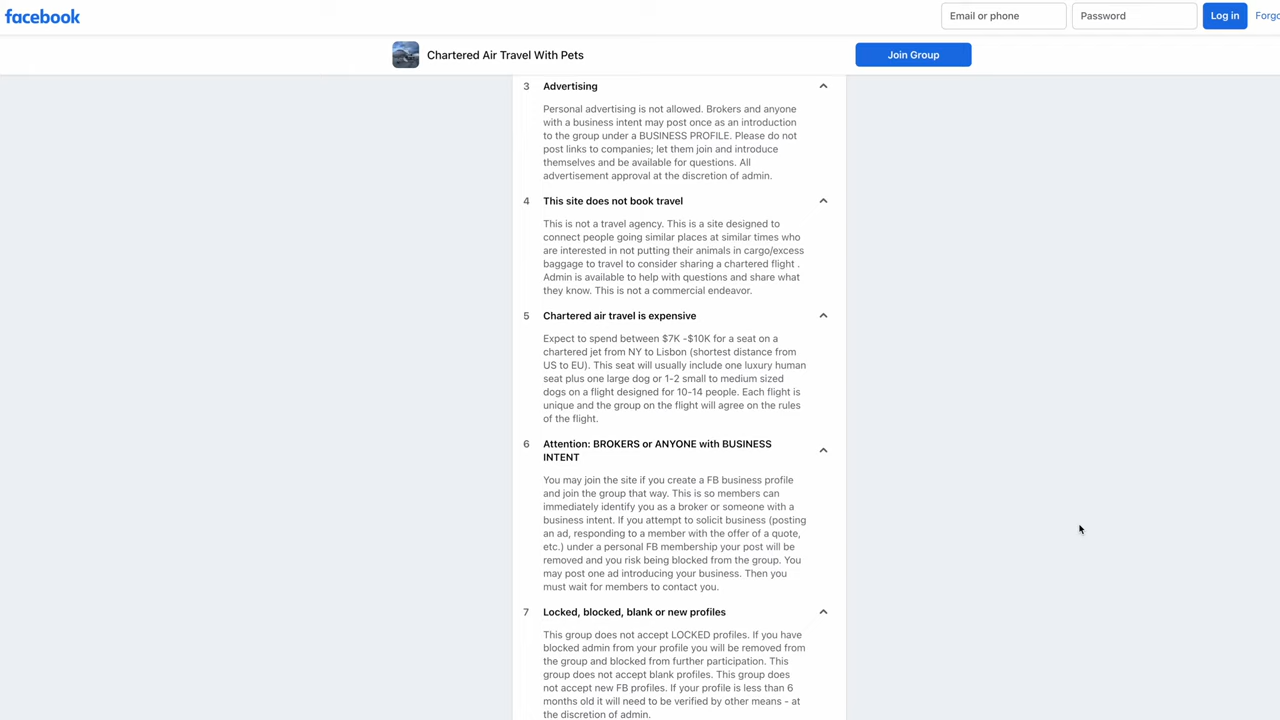 facebook
Email or phone
Password
Log in
Forgo
Chartered Air Travel With Pets
Join Group
3 Advertising
Personal advertising is not allowed. Brokers and anyone
with a business intent may post once as an introduction
to the group under a BUSINESS PROFILE. Please do not
post links to companies; let them join and introduce
themselves and be available for questions. All
advertisement approval at the discretion of admin.
4 This site does not book travel
This is not a travel agency. This is a site designed to
connect people going similar places at similar times who
are interested in not putting their animals in cargo/excess
baggage to travel to consider sharing a chartered flight .
Admin is available to help with questions and share what
they know. This is not a commercial endeavor.
5 Chartered air travel is expensive
Expect to spend between $7K -$10K for a seat on a
chartered jet from NY to Lisbon (shortest distance from
US to EU). This seat will usually include one luxury human
seat plus one large dog or 1-2 small to medium sized
dogs on a flight designed for 10-14 people. Each flight is
unique and the group on the flight will agree on the rules
of the flight.
6 Attention: BROKERS or ANYONE with BUSINESS
INTENT
You may join the site if you create a FB business profile
and join the group that way. This is so members can
immediately identify you as a broker or someone with a
business intent. If you attempt to solicit business (posting
an ad, responding to a member with the offer of a quote,
etc.) under a personal FB membership your post will be
removed and you risk being blocked from the group. You
may post one ad introducing your business. Then you
must wait for members to contact you.
7 Locked, blocked, blank or new profiles
This group does not accept LOCKED profiles. If you have
blocked admin from your profile you will be removed from
the group and blocked from further participation. This
group does not accept blank profiles. This group does
not accept new FB profiles. If your profile is less than 6
months old it will need to be verified by other means - at
the discretion of admin.